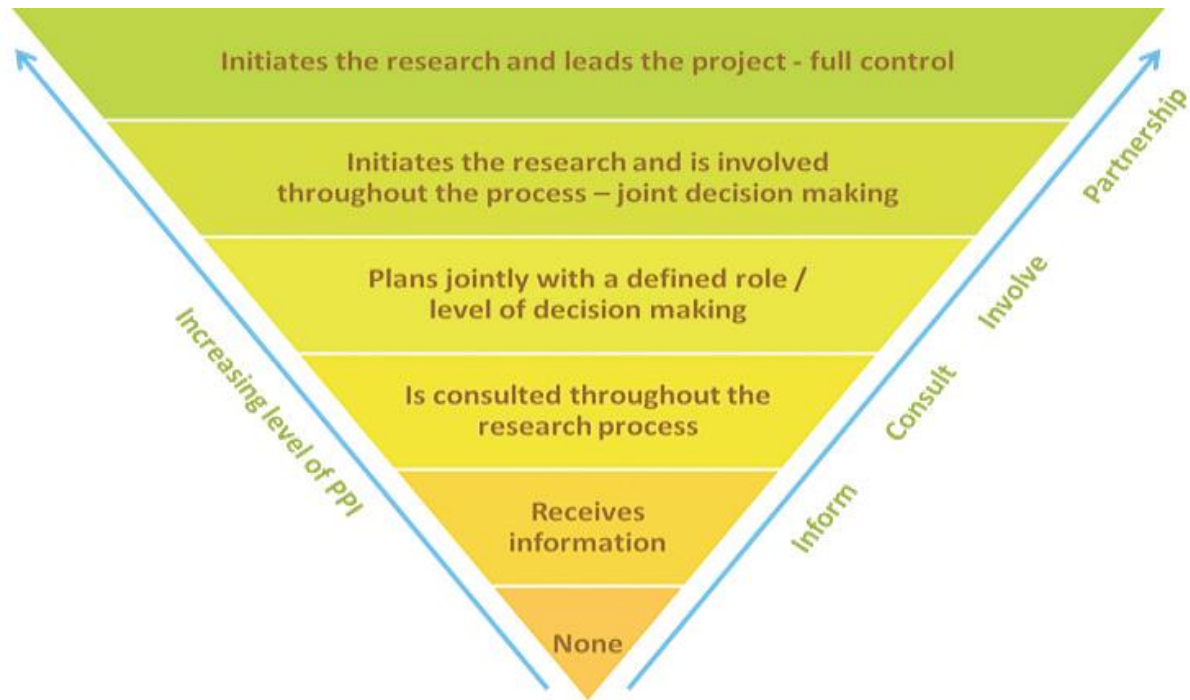 Initiates the research and leads the project - full control
Initiates the research and is involved
throughout the process – joint decision making
Plans jointly with a defined role /
level of decision making
Is consulted throughout the
research process
Receives
information
None
Increasing level of PPI
Inform
Consult
Involve
Partnership